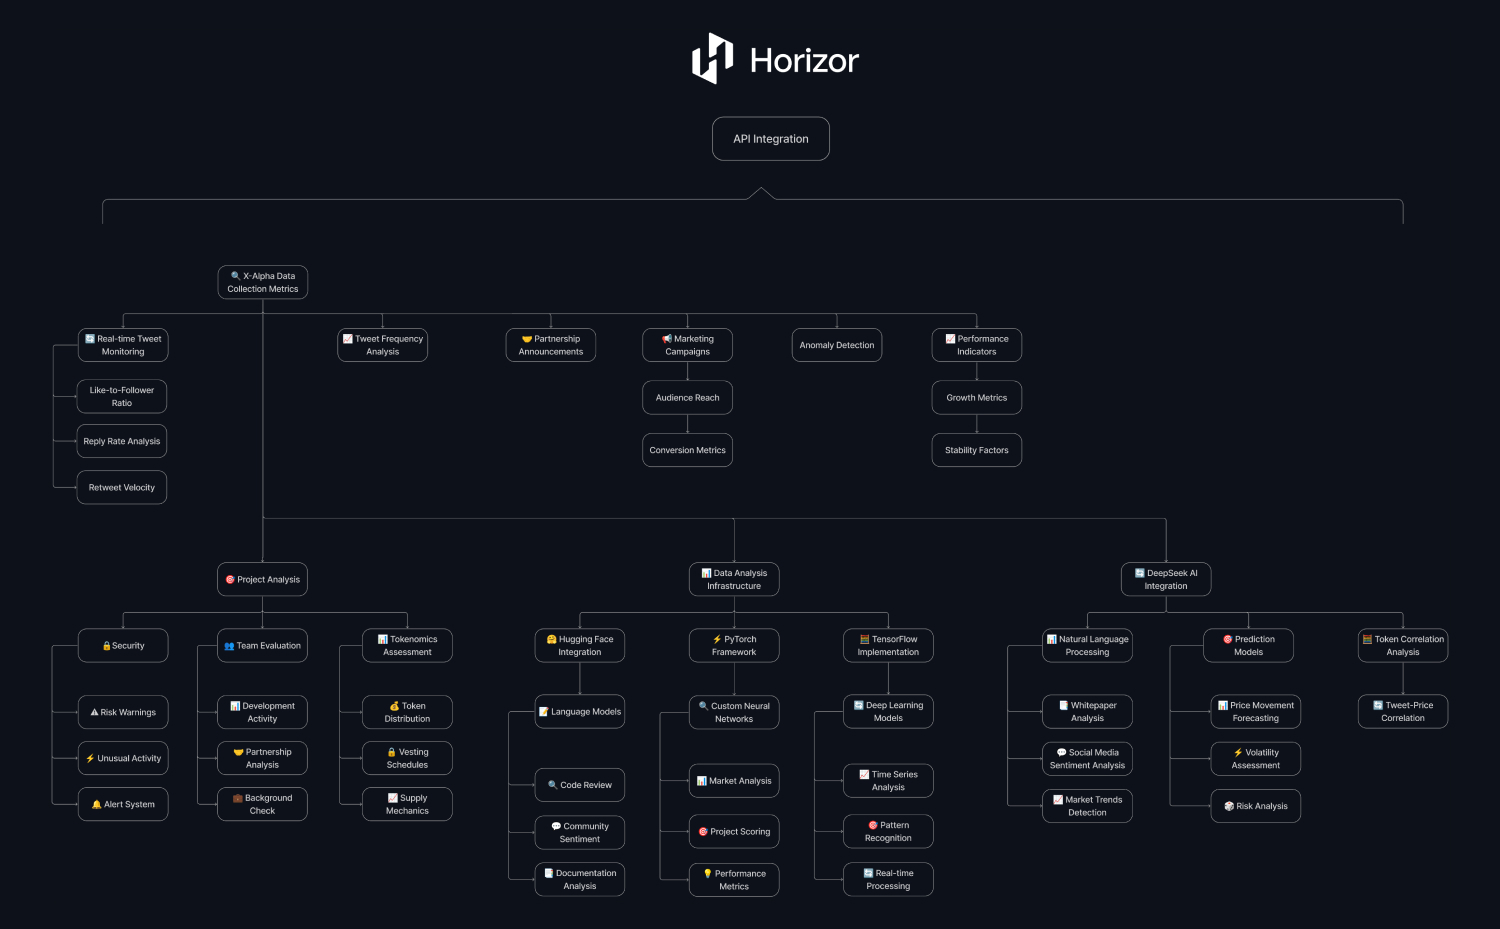 Horizor
API Integration
🔍 X-Alpha Data
Collection Metrics
🔄 Real-time Tweet
Monitoring
📈 Tweet Frequency
Analysis
🤝 Partnership
Announcements
📢 Marketing
Campaigns
Anomaly Detection
📈 Performance
Indicators
Like-to-Follower
Ratio
Audience Reach
Growth Metrics
Reply Rate Analysis
Conversion Metrics
Stability Factors
Retweet Velocity
🎯 Project Analysis
📊 Data Analysis
Infrastructure
🔄 DeepSeek AI
Integration
🔒Security
👥 Team Evaluation
📊 Tokenomics
Assessment
🤗 Hugging Face
Integration
⚡ PyTorch
Framework
🧮 TensorFlow
Implementation
📊 Natural Language
Processing
🎯 Prediction
Models
🧮 Token Correlation
Analysis
⚠ Risk Warnings
📊 Development
Activity
💰 Token
Distribution
📝 Language Models
🔍 Custom Neural
Networks
🔄 Deep Learning
Models
📑 Whitepaper
Analysis
📊 Price Movement
Forecasting
🔄 Tweet-Price
Correlation
⚡ Unusual Activity
🤝 Partnership
Analysis
🔒 Vesting
Schedules
🔍 Code Review
📊 Market Analysis
📈 Time Series
Analysis
💬 Social Media
Sentiment Analysis
⚡ Volatility
Assessment
🔔 Alert System
💼 Background
Check
📈 Supply
Mechanics
💬 Community
Sentiment
🎯 Project Scoring
🎯 Pattern
Recognition
📈 Market Trends
Detection
🎲 Risk Analysis
📑 Documentation
Analysis
💡 Performance
Metrics
🔄 Real-time
Processing